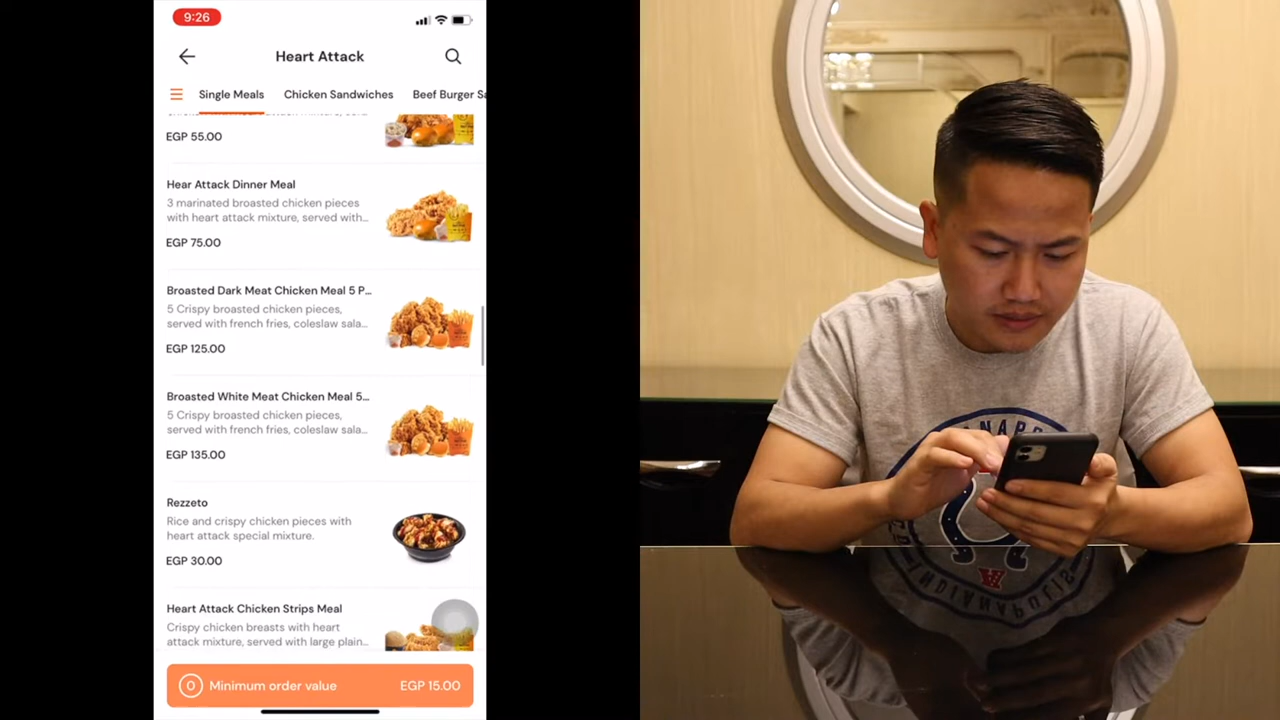 9:26
Heart Attack
Single Meals
Chicken Sandwiches
Beef Burger Sa
EGP 55.00
Hear Attack Dinner Meal
3 marinated broasted chicken pieces
with heart attack mixture, served with...
EGP 75.00
Broasted Dark Meat Chicken Meal 5 P...
5 Crispy broasted chicken pieces,
served with french fries, coleslaw sala...
EGP 125.00
Broasted White Meat Chicken Meal 5...
5 Crispy broasted chicken pieces,
served with french fries, coleslaw sala...
EGP 135.00
Rezzeto
Rice and crispy chicken pieces with
heart attack special mixture.
EGP 30.00
Heart Attack Chicken Strips Meal
Crispy chicken breasts with heart
attack mixture, served with large plain...
0 Minimum order value EGP 15.00